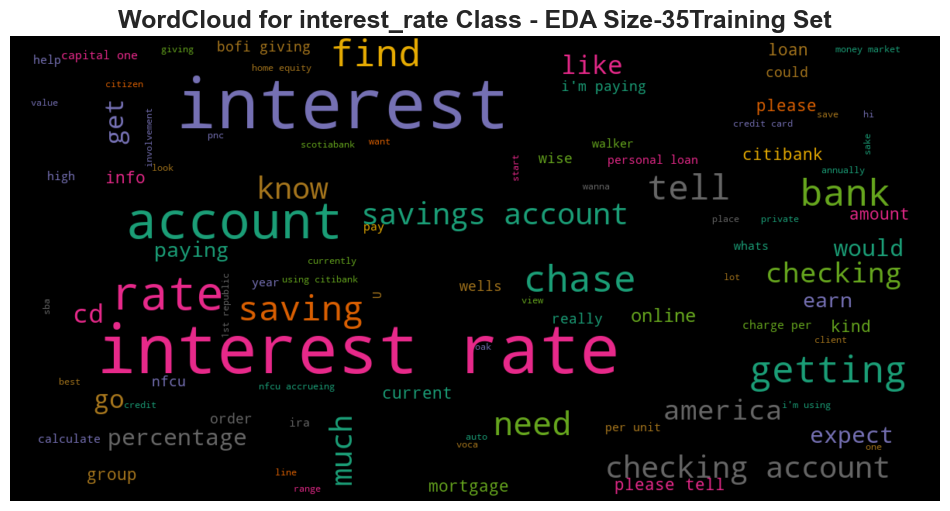 WordCloud for interest_rate Class - EDA Size-35Training Set
help capital one giving bofi giving find like loan money market
home equity could
citizen i'm paying
value get interest please save hi
involvement pnc credit card
scotiabank want walker citibank sake
look wise personal loan
high info start annually
know wanna tell bank
account savings account place private amount
pay
paying whats would
currently
using citibank chase lot checking
1st republic year wells earn
rate view
sba cd saving u really online charge per kind
interest rate oak client
best nfcu nfcu accrueing current getting
go credit america i'm using
order ira need per unit
calculate percentage much auto voca expect one
group line checking account
range mortgage please tell